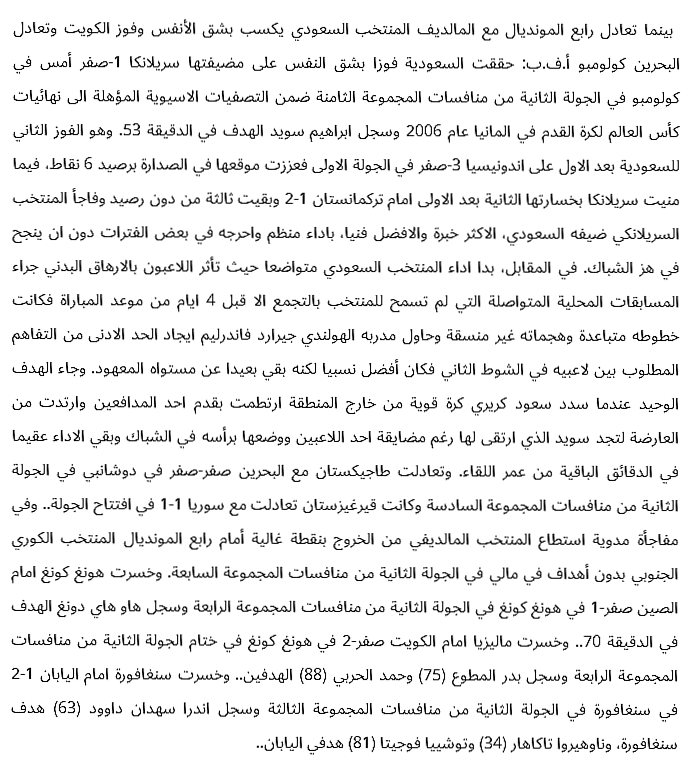 بينما تعادل رابع المونديال مع المالديف المنتخب السعودي يكسب بشق الأنفس وفوز الكويت وتعادل
البحرين كولومبو أ.ف.ب: حققت السعودية فوزا بشق النفس على مضيفتها سريلانكا 1-صفر أمس في
كولومبو في الجولة الثانية من منافسات المجموعة الثامنة ضمن التصفيات الاسيوية المؤهلة الى نهائيات
كأس العالم لكرة القدم في المانيا عام 2006 وسجل ابراهيم سويد الهدف في الدقيقة 53. وهو الفوز الثاني
للسعودية بعد الاول على اندونيسيا 3-صفر في الجولة الاولى فعززت موقعها في الصدارة برصيد 6 نقاط، فيما
منيت سريلانكا بخسارتها الثانية بعد الاولى امام تركمانستان 1-2 وبقيت ثالثة من دون رصيد وفاجأ المنتخب
السريلانكي ضيفه السعودي، الاكثر خبرة والافضل فنيا، باداء منظم واحرجه في بعض الفترات دون ان ينجح
في هز الشباك. في المقابل، بدا اداء المنتخب السعودي متواضعا حيث تأثر اللاعبون بالارهاق البدني جراء
المسابقات المحلية المتواصلة التي لم تسمح للمنتخب بالتجمع الا قبل 4 ايام من موعد المباراة فكانت
خطوطه متباعدة وهجماته غير منسقة وحاول مدربه الهولندي جيرارد فاندرليم ايجاد الحد الادنى من التفاهم
المطلوب بين لاعبيه في الشوط الثاني فكان أفضل نسبيا لكنه بقي بعيدا عن مستواه المعهود. وجاء الهدف
الوحيد عندما سدد سعود كريري كرة قوية من خارج المنطقة ارتطمت بقدم احد المدافعين وارتدت من
العارضة لتجد سويد الذي ارتقى لها رغم مضايقة احد اللاعبين ووضعها برأسه في الشباك وبقي الاداء عقيما
في الدقائق الباقية من عمر اللقاء. وتعادلت طاجيكستان مع البحرين صفر-صفر في دوشانبي في الجولة
الثانية من منافسات المجموعة السادسة وكانت قيرغيزستان تعادلت مع سوريا 1-1 في افتتاح الجولة.. وفي
مفاجأة مدوية استطاع المنتخب المالديفي من الخروج بنقطة غالية أمام رابع المونديال المنتخب الكوري
الجنوبي بدون أهداف في مالي في الجولة الثانية من منافسات المجموعة السابعة. وخسرت هونغ كونغ امام
الصين صفر-1 في هونغ كونغ في الجولة الثانية من منافسات المجموعة الرابعة وسجل هاو هاي دونغ الهدف
في الدقيقة 70.. وخسرت ماليزيا امام الكويت صفر-2 في هونغ كونغ في ختام الجولة الثانية من منافسات
المجموعة الرابعة وسجل بدر المطوع (75) وحمد الحربي (88) الهدفين.. وخسرت سنغافورة امام اليابان 1-2
في سنغافورة في الجولة الثانية من منافسات المجموعة الثالثة وسجل اندرا سهدان داوود (63) هدف
سنغافورة، وناوهيروا تاكاهار (34) وتوشييا فوجيتا (81) هدفي اليابان..